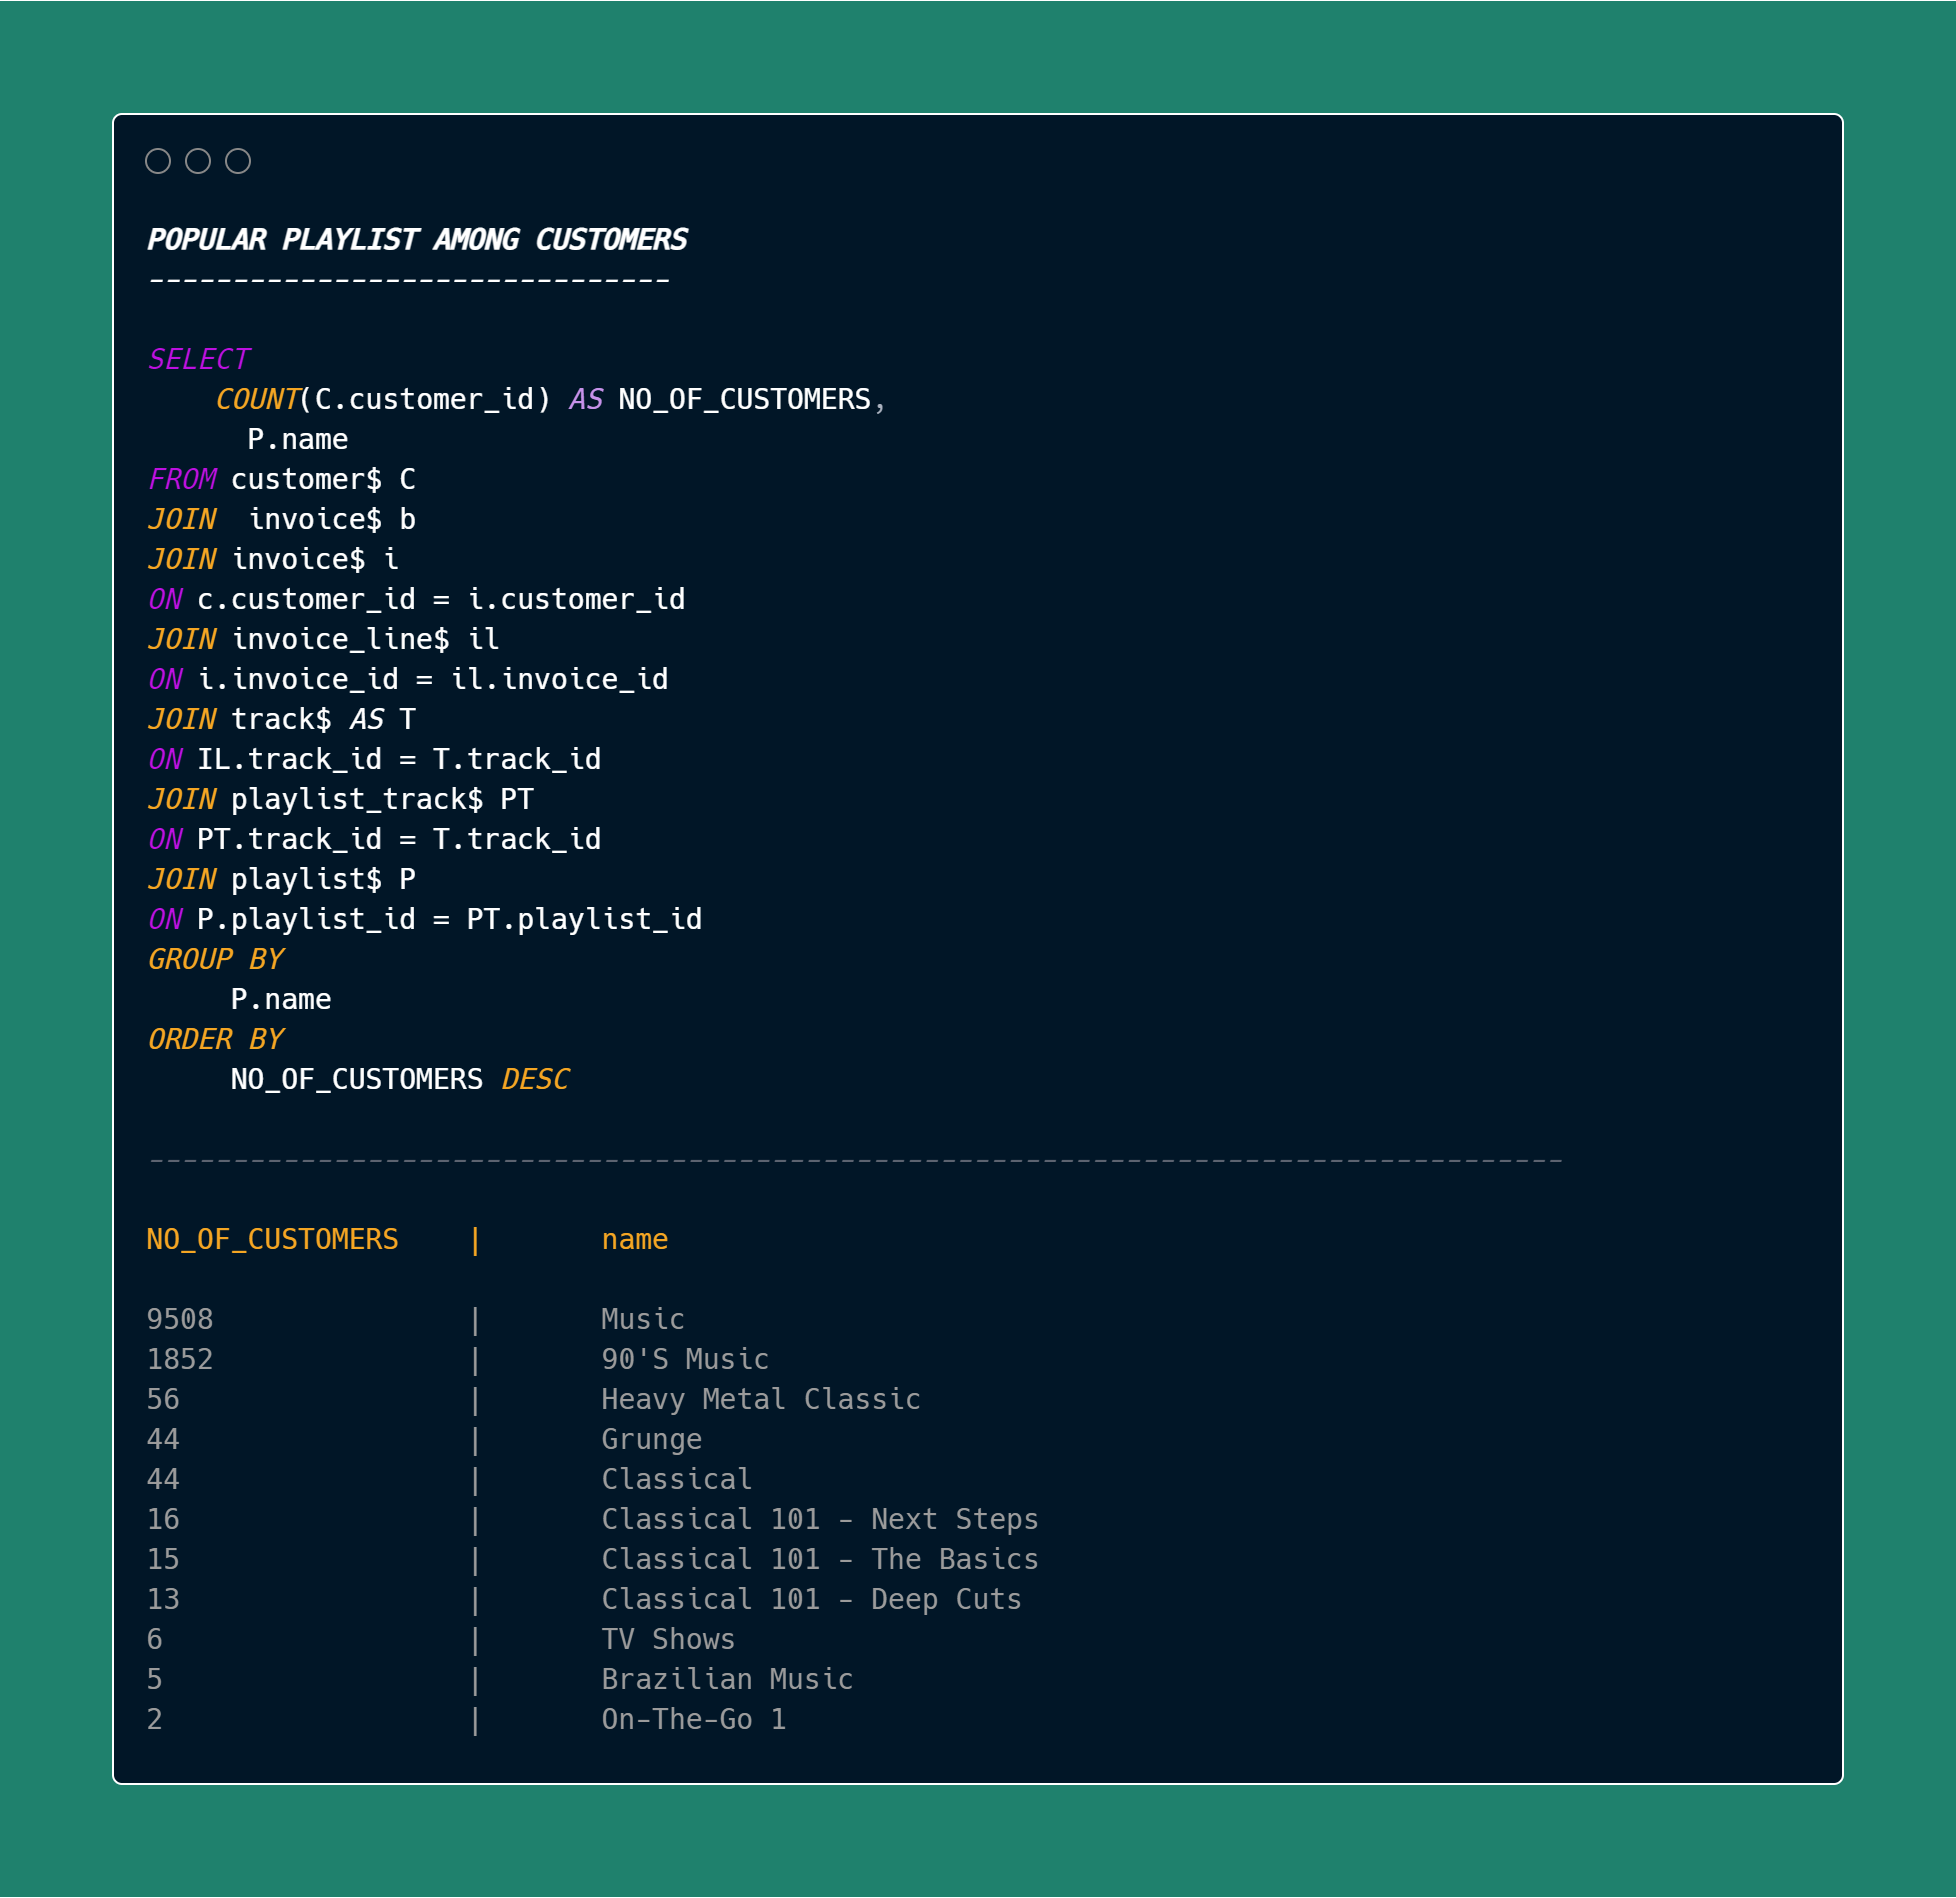 POPULAR PLAYLIST AMONG CUSTOMERS
-------------------------------
SELECT
COUNT(C.customer_id) AS NO_OF_CUSTOMERS,
P.name
FROM customer$ C
JOIN  invoice$ b
JOIN invoice$ i
ON c.customer_id = i.customer_id
JOIN invoice_line$ il
ON i.invoice_id = il.invoice_id
JOIN track$ AS T
ON IL.track_id = T.track_id
JOIN playlist_track$ PT
ON PT.track_id = T.track_id
JOIN playlist$ P
ON P.playlist_id = PT.playlist_id
GROUP BY
P.name
ORDER BY
NO_OF_CUSTOMERS DESC
------------------------------------------------------------------------------------
NO_OF_CUSTOMERS | name
9508 | Music
1852 | 90'S Music
56 | Heavy Metal Classic
44 | Grunge
44 | Classical
16 | Classical 101 - Next Steps
15 | Classical 101 - The Basics
13 | Classical 101 - Deep Cuts
6 | TV Shows
5 | Brazilian Music
2 | On-The-Go 1